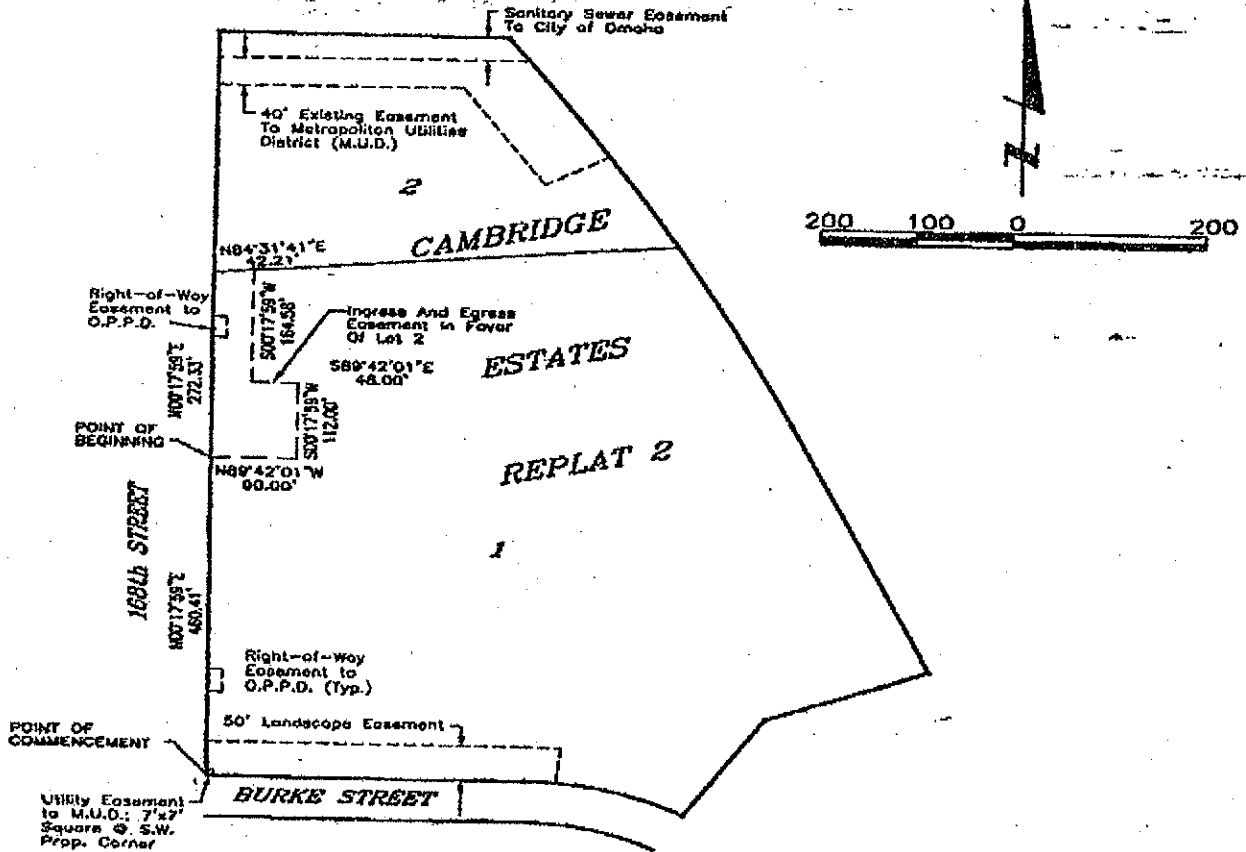 Sanitary Sewer Easement
To City of Omaha
40' Existing Easement
To Metropolitan Utilities
District (M.U.D.)
2
N
200 100 0 200
CAMBRIDGE
N84°31'41"E
42.21'
Right-of-Way
Easement to
O.P.P.D.
S00°17'59"W
164.58'
Ingress And Egress
Easement in Favor
Of Lot 2
N00°17'59"E
272.33'
S89°42'01"E
48.00'
ESTATES
S00°17'59"W
112.00'
POINT OF
BEGINNING
N89°42'01"W
90.00'
REPLAT 2
1
168th STREET
N00°17'59"E
460.41'
Right-of-Way
Easement to
O.P.P.D. (Typ.)
50' Landscape Easement
POINT OF
COMMENCEMENT
BURKE STREET
Utility Easement
to M.U.D.; 7'x7'
Square @ S.W.
Prop. Corner